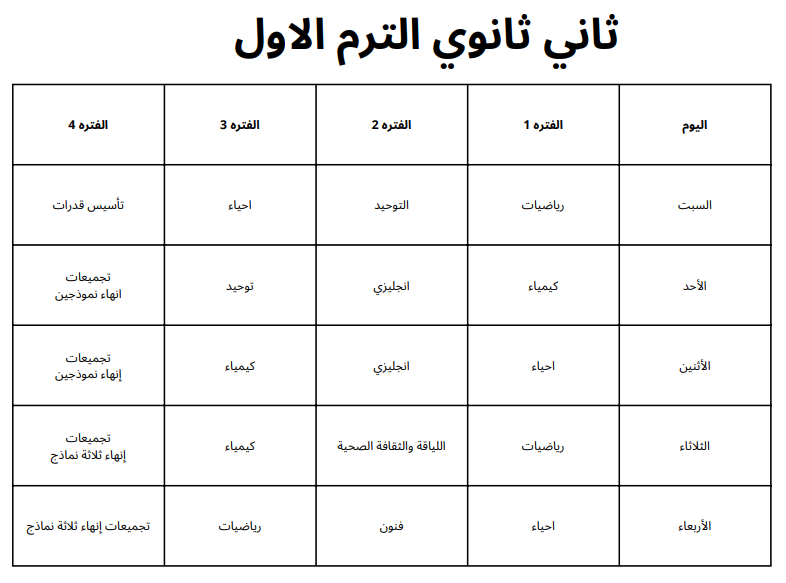 ثاني ثانوي الترم الاول
اليوم
الفتره 1
الفتره 2
الفتره 3
الفتره 4
السبت
رياضيات
التوحيد
احياء
تأسيس قدرات
الأحد
كيمياء
انجليزي
توحيد
تجميعات
انهاء نموذجين
الأثنين
احياء
انجليزي
كيمياء
تجميعات
إنهاء نموذجين
الثلاثاء
رياضيات
اللياقة والثقافة الصحية
كيمياء
تجميعات
إنهاء ثلاثة نماذج
الأربعاء
احياء
فنون
رياضيات
تجميعات إنهاء ثلاثة نماذج